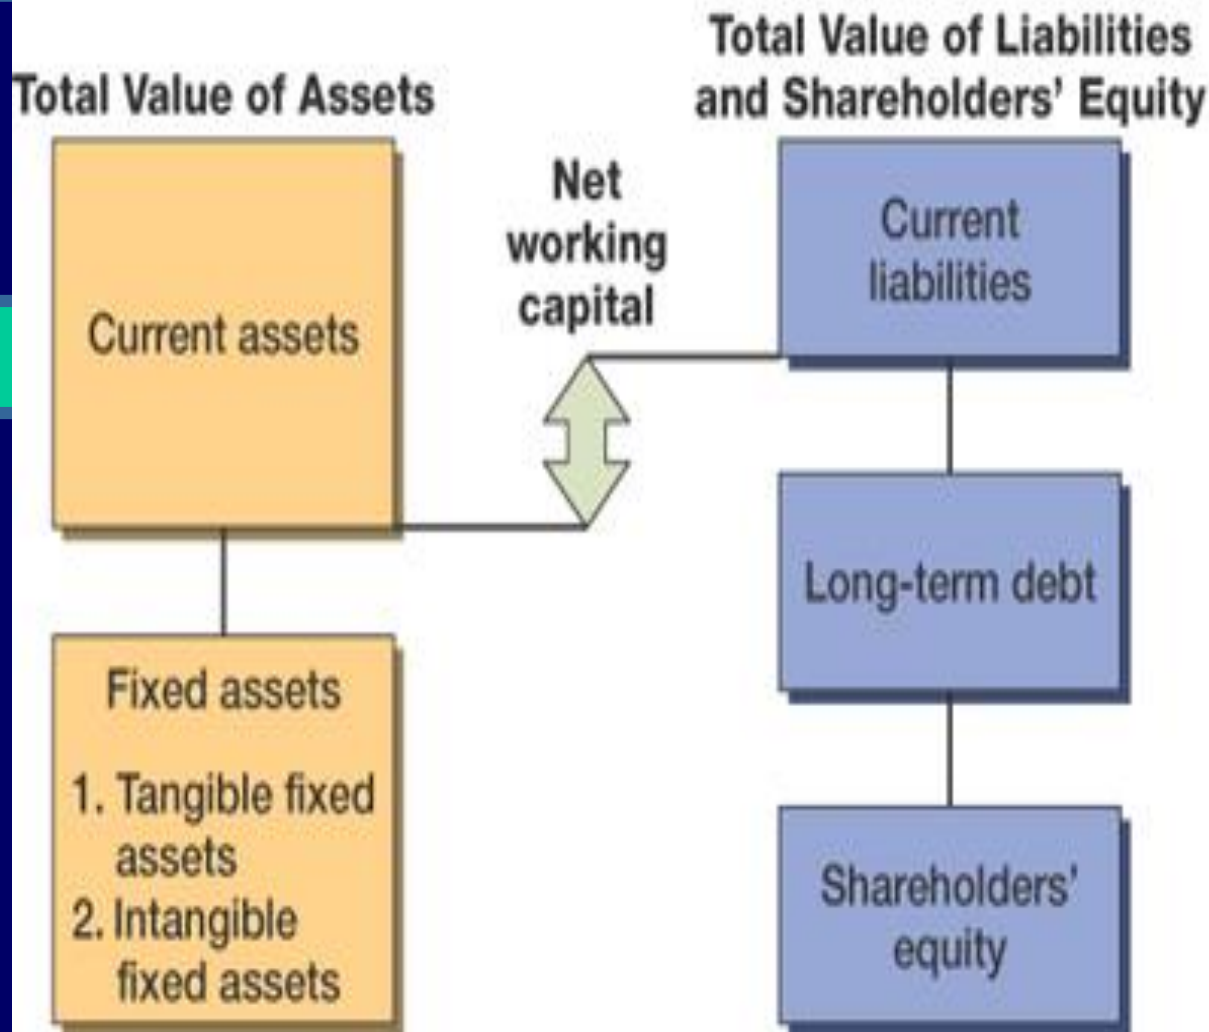 Total Value of Assets
Current assets
Fixed assets
1. Tangible fixed
assets
2. Intangible
fixed assets
Net
working
capital
Total Value of Liabilities
and Shareholders' Equity
Current
liabilities
Long-term debt
Shareholders'
equity